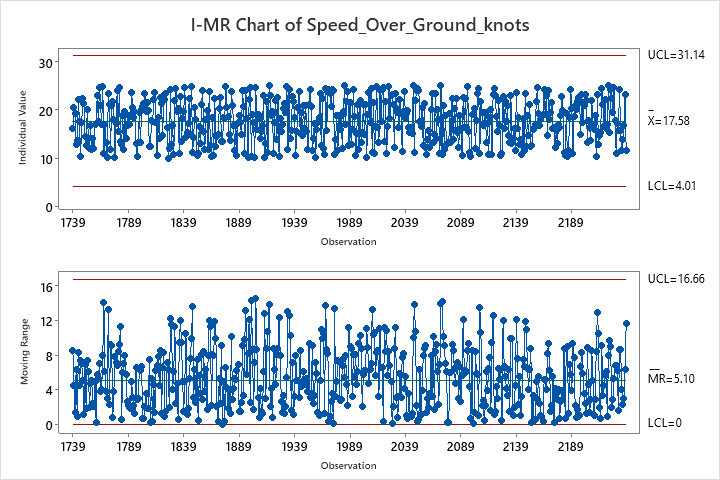 I-MR Chart of Speed_Over_Ground_knots
Individual Value
30
20
10
0
UCL=31.14
X=17.58
LCL=4.01
1739 1789 1839 1889 1939 1989 2039 2089 2139 2189
Observation
Moving Range
16
12
8
4
0
UCL=16.66
MR=5.10
LCL=0
1739 1789 1839 1889 1939 1989 2039 2089 2139 2189
Observation